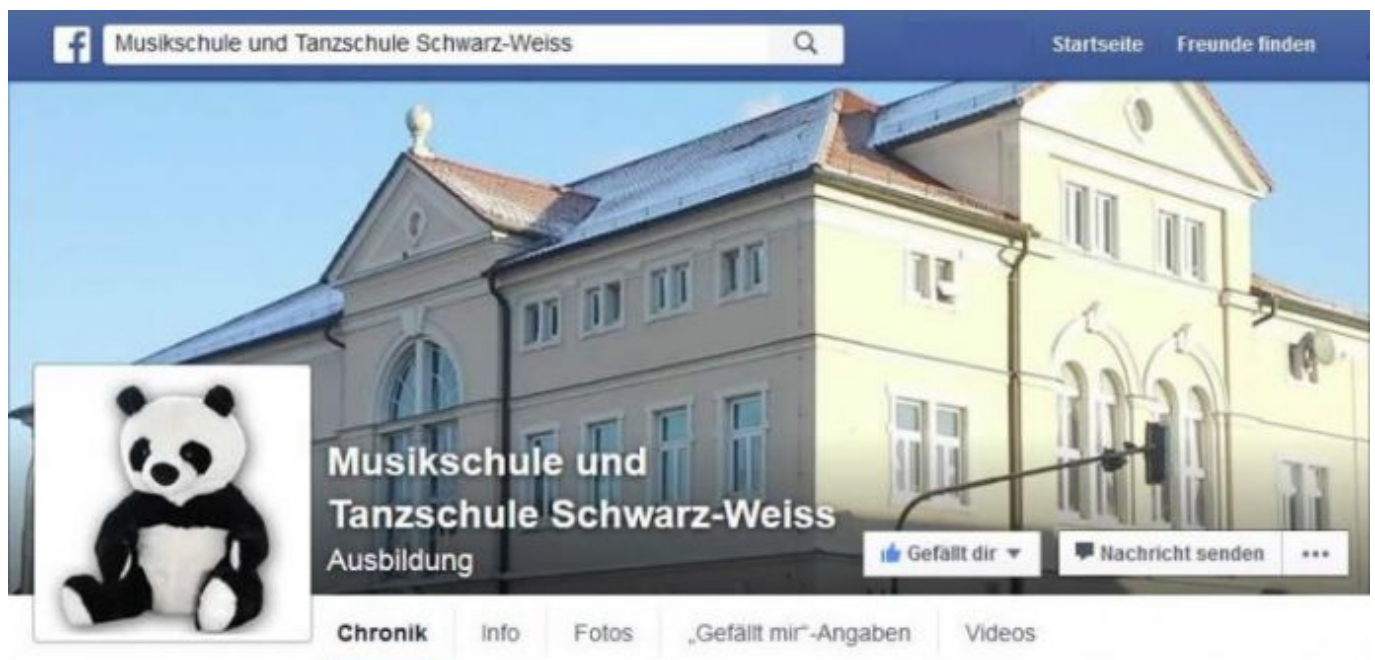 Musikschule und Tanzschule Schwarz-Weiss
Startseite Freunde finden
Musikschule und
Tanzschule Schwarz-Weiss
Ausbildung
Gefällt dir
Nachricht senden
Chronik Info Fotos „Gefällt mir“-Angaben Videos